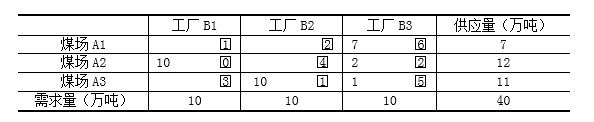 工厂 B1 工厂 B2 工厂 B3 供应量（万吨）
煤场 A1 1 2 7 6 7
煤场 A2 10 0 4 2 2 12
煤场 A3 3 10 1 1 5 11
需求量（万吨） 10 10 10 40